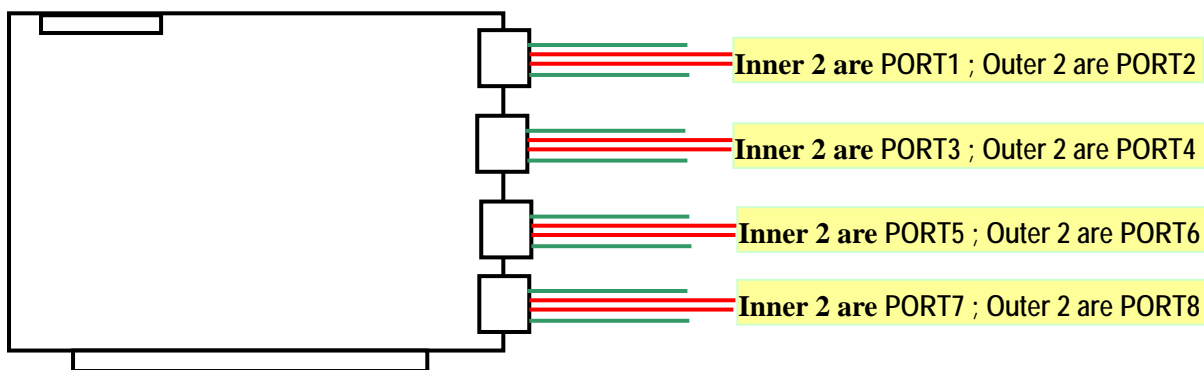 Inner 2 are PORT1 ; Outer 2 are PORT2
Inner 2 are PORT3 ; Outer 2 are PORT4
Inner 2 are PORT5 ; Outer 2 are PORT6
Inner 2 are PORT7 ; Outer 2 are PORT8